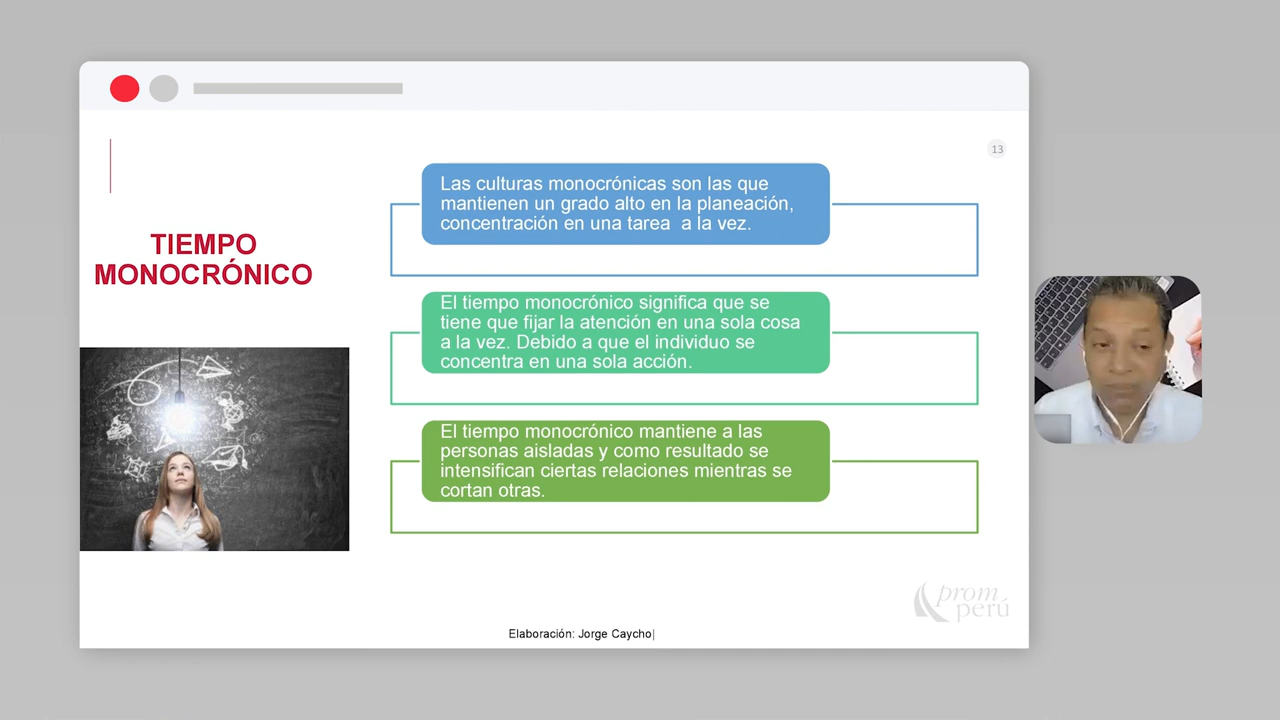 13
TIEMPO
MONOCRÓNICO
Las culturas monocrónicas son las que
mantienen un grado alto en la planeación,
concentración en una tarea  a la vez.
El tiempo monocrónico significa que se
tiene que fijar la atención en una sola cosa
a la vez. Debido a que el individuo se
concentra en una sola acción.
El tiempo monocrónico mantiene a las
personas aisladas y como resultado se
intensifican ciertas relaciones mientras se
cortan otras.
prom
perú
Elaboración: Jorge Caycho|